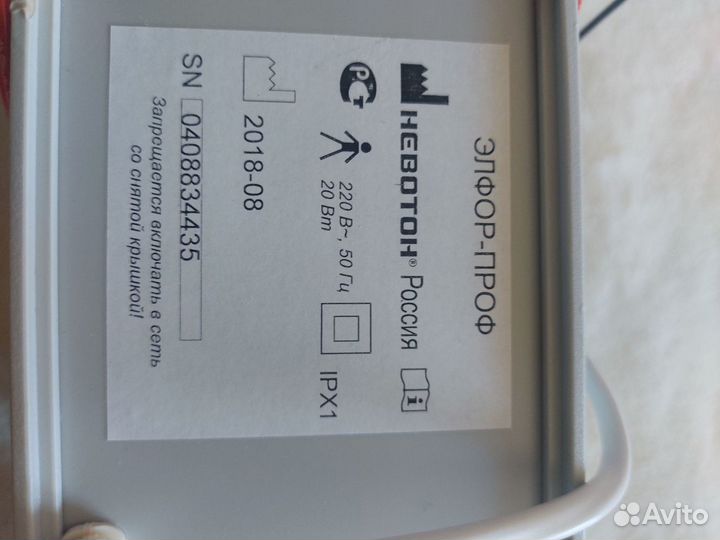 ЭЛФОР-ПРОФ
НЕВОТОН® Россия
РСТ
220 В~, 50 Гц
20 Вт
IPX1
2018-08
SN 0408834435
Запрещается включать в сеть
со снятой крышкой!
Avito